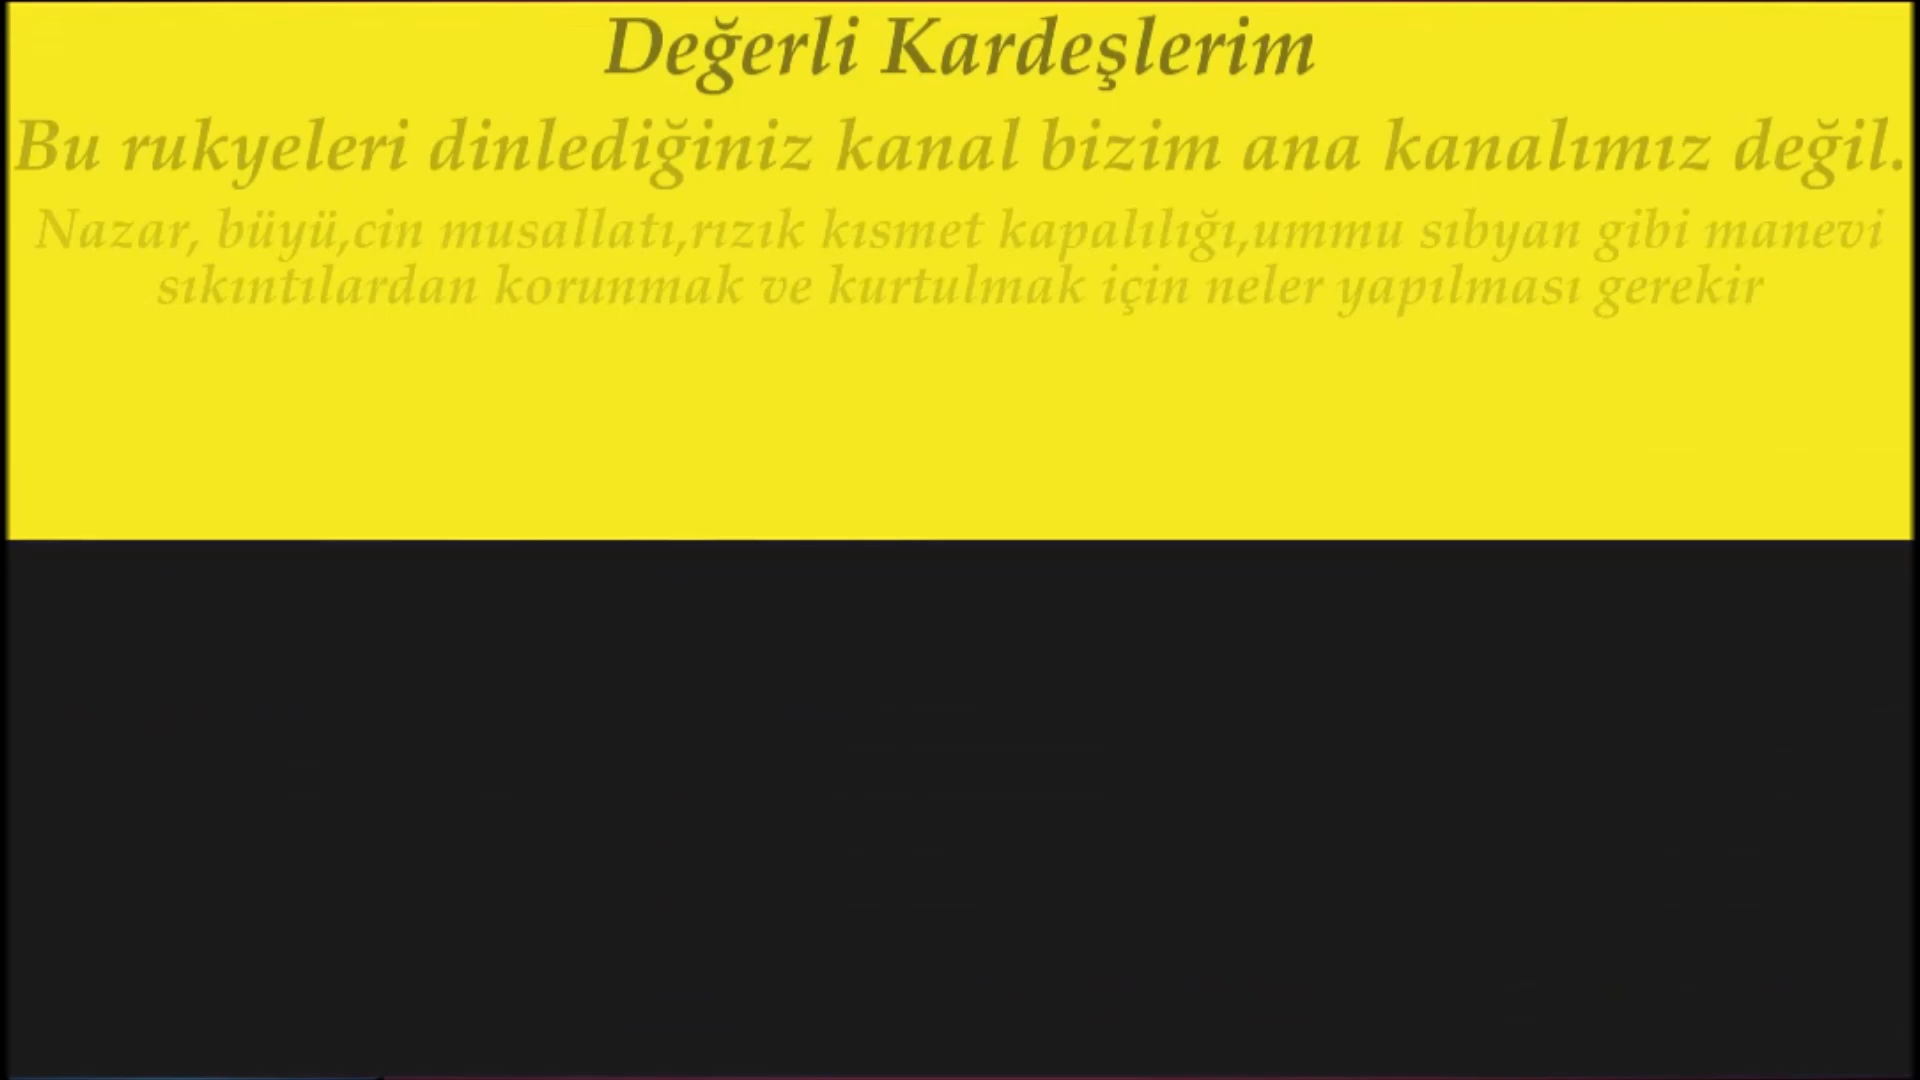 Değerli Kardeşlerim
Bu rukyeleri dinlediğiniz kanal bizim ana kanalımız değil.
Nazar, büyü,cin musallatı,rızık kısmet kapalılığı,ummu sıbyan gibi manevi
sıkıntılardan korunmak ve kurtulmak için neler yapılması gerekir